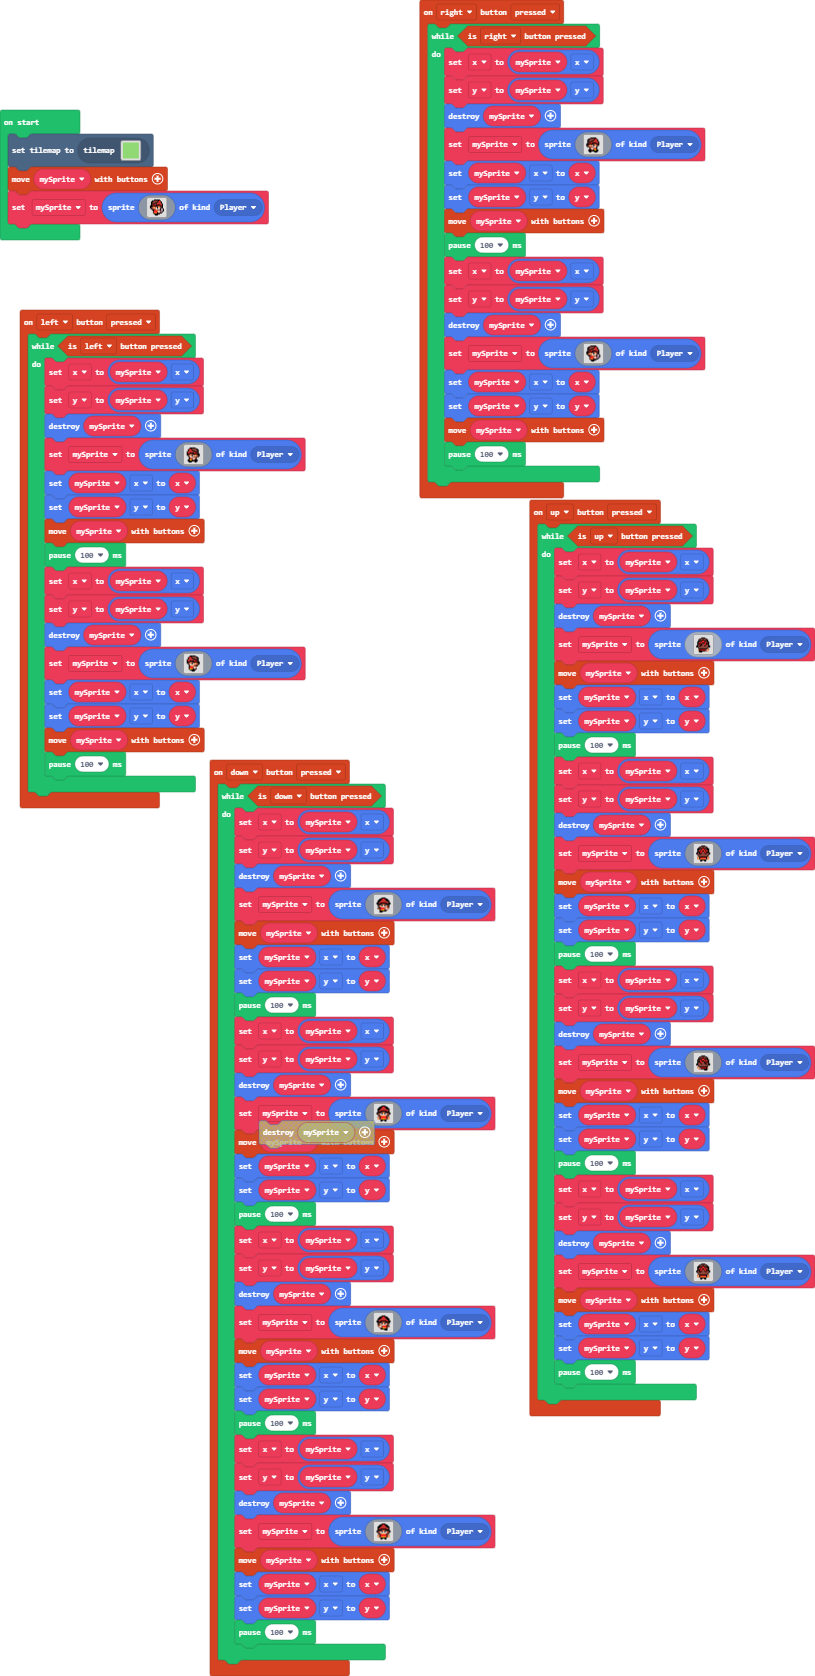 on start
set tilemap to tilemap
move mySprite with buttons
set mySprite to sprite of kind Player
on left button pressed
while is left button pressed
do
set x to mySprite x
set y to mySprite y
destroy mySprite
set mySprite to sprite of kind Player
set mySprite x to x
set mySprite y to y
move mySprite with buttons
pause 100 ms
set x to mySprite x
set y to mySprite y
destroy mySprite
set mySprite to sprite of kind Player
set mySprite x to x
set mySprite y to y
move mySprite with buttons
pause 100 ms
on down button pressed
while is down button pressed
do
set x to mySprite x
set y to mySprite y
destroy mySprite
set mySprite to sprite of kind Player
move mySprite with buttons
set mySprite x to x
set mySprite y to y
pause 100 ms
set x to mySprite x
set y to mySprite y
destroy mySprite
set mySprite to sprite of kind Player
destroy mySprite
move mySprite with buttons
set mySprite x to x
set mySprite y to y
pause 100 ms
set x to mySprite x
set y to mySprite y
destroy mySprite
set mySprite to sprite of kind Player
move mySprite with buttons
set mySprite x to x
set mySprite y to y
pause 100 ms
set x to mySprite x
set y to mySprite y
destroy mySprite
set mySprite to sprite of kind Player
move mySprite with buttons
set mySprite x to x
set mySprite y to y
pause 100 ms
on right button pressed
while is right button pressed
do
set x to mySprite x
set y to mySprite y
destroy mySprite
set mySprite to sprite of kind Player
set mySprite x to x
set mySprite y to y
move mySprite with buttons
pause 100 ms
set x to mySprite x
set y to mySprite y
destroy mySprite
set mySprite to sprite of kind Player
set mySprite x to x
set mySprite y to y
move mySprite with buttons
pause 100 ms
on up button pressed
while is up button pressed
do
set x to mySprite x
set y to mySprite y
destroy mySprite
set mySprite to sprite of kind Player
move mySprite with buttons
set mySprite x to x
set mySprite y to y
pause 100 ms
set x to mySprite x
set y to mySprite y
destroy mySprite
set mySprite to sprite of kind Player
move mySprite with buttons
set mySprite x to x
set mySprite y to y
pause 100 ms
set x to mySprite x
set y to mySprite y
destroy mySprite
set mySprite to sprite of kind Player
move mySprite with buttons
set mySprite x to x
set mySprite y to y
pause 100 ms
set x to mySprite x
set y to mySprite y
destroy mySprite
set mySprite to sprite of kind Player
move mySprite with buttons
set mySprite x to x
set mySprite y to y
pause 100 ms